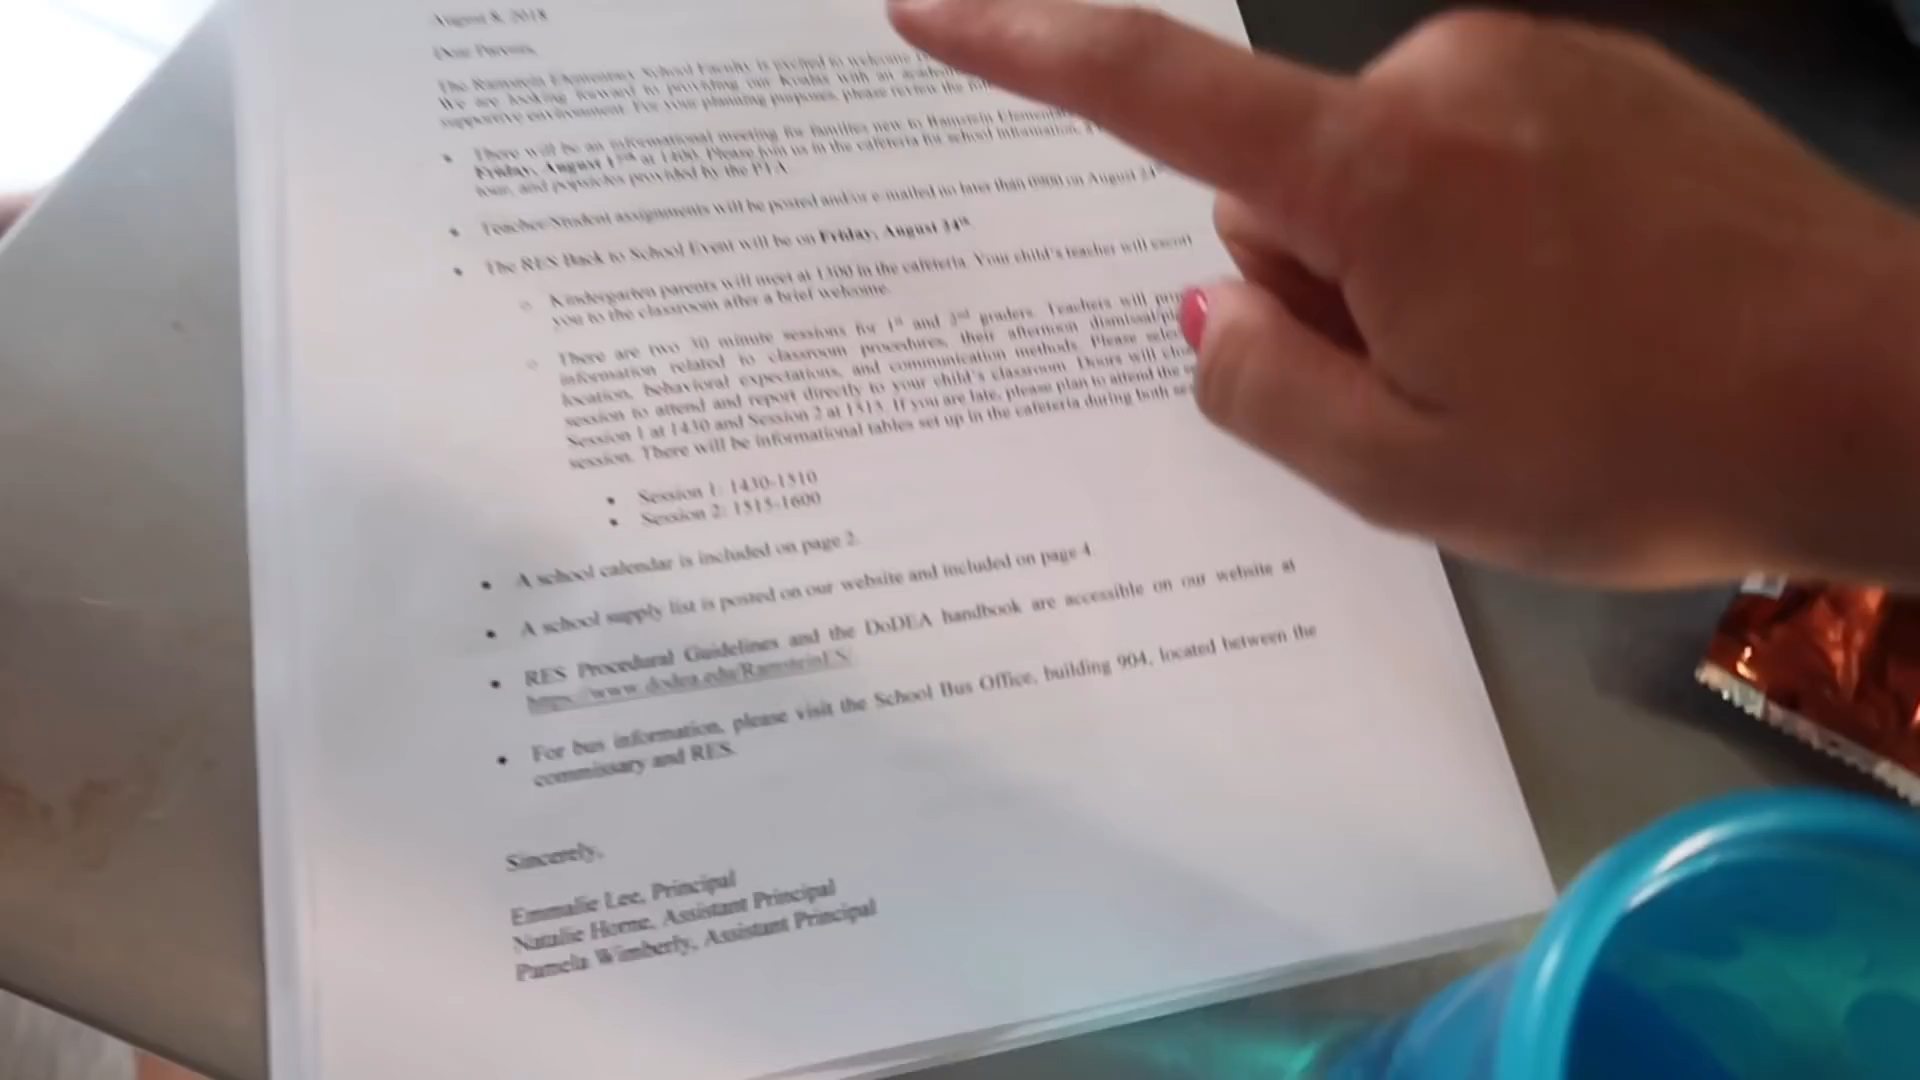 August 8, 2018
Dear Parents,
The Ramstein Elementary School Faculty is excited to welcome
We are looking forward to providing our Koalas with an academic
supportive environment. For your planning purposes, please review the
• There will be an informational meeting for families new to Ramstein Elementary
Friday, August at 1400. Please join us in the cafeteria for school information, a
tour, and popsicles provided by the PTA.
• Teacher/Student assignments will be posted and/or e-mailed no later than 0800 on August 24th
• The RES Back to School Event will be on Friday, August 24th.
○ Kindergarten parents will meet at 1300 in the cafeteria. Your child's teacher will escort
you to the classroom after a brief welcome.
○ There are two 30 minute sessions for 1st and 2nd graders. Teachers will
information related to classroom procedures, their afternoon dismissal
location, behavioral expectations, and communication methods. Please
session to attend and report directly to your child's classroom. Doors will
Session 1 at 1430 and Session 2 at 1515. If you are late, please plan to attend the
session. There will be informational tables set up in the cafeteria during both
• Session 1: 1430-1510
• Session 2: 1515-1600
• A school calendar is included on page 2.
• A school supply list is posted on our website and included on page 4.
• RES Procedural Guidelines and the DoDEA handbook are accessible on our website at
https://www.dodea.edu/RamsteinES/
• For bus information, please visit the School Bus Office, building 904, located between the
commissary and RES.
Sincerely,
Emmalie Lee, Principal
Natalie Horne, Assistant Principal
Pamela Wimberly, Assistant Principal